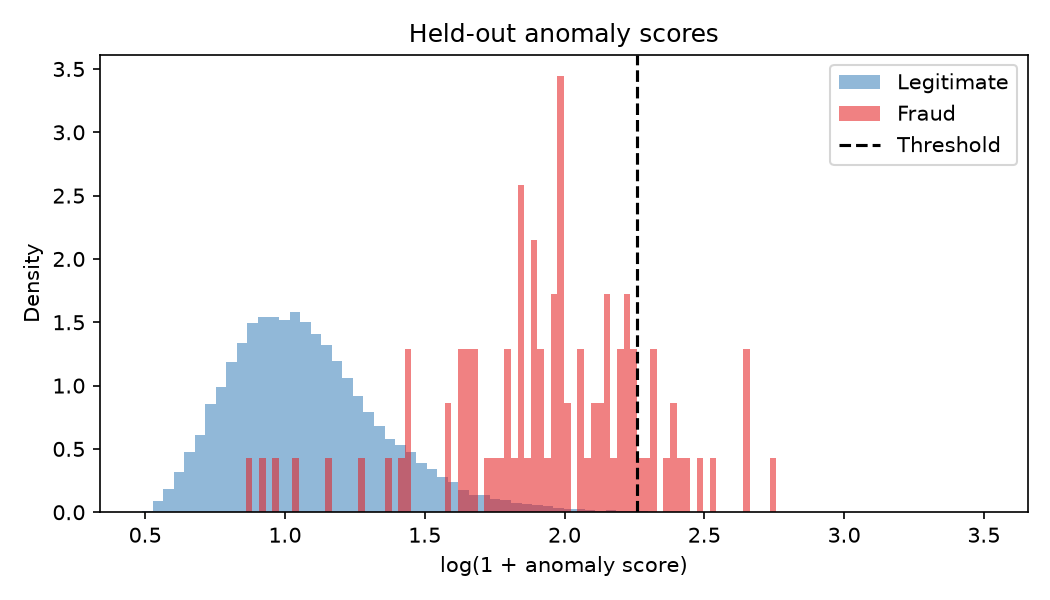 Held-out anomaly scores
3.5
3.0
2.5
2.0
1.5
1.0
0.5
0.0
Density
Legitimate
Fraud
Threshold
0.5 1.0 1.5 2.0 2.5 3.0 3.5
log(1 + anomaly score)